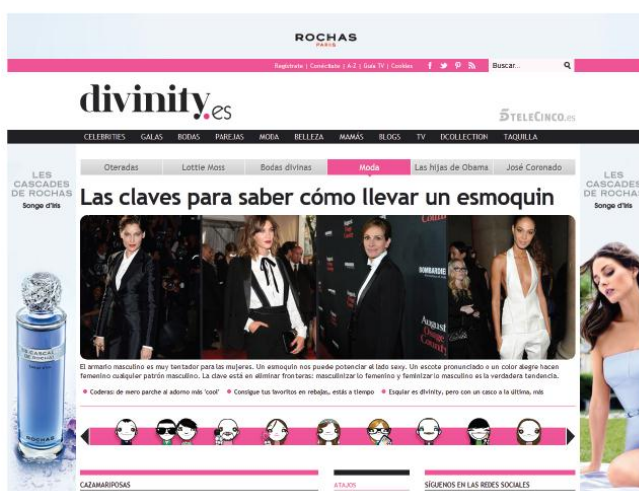 ROCHAS
PARIS
Regístrate | Conéctate | A-Z | Guía TV | Cookies
Buscar...
divinity.es
TELECINCO.es
CELEBRITIES GALAS BODAS PAREJAS MODA BELLEZA MAMÁS BLOGS TV DCOLLECTION TAQUILLA
Oteradas Lottie Moss Bodas divinas Moda Las hijas de Obama José Coronado
LES
CASCADES
DE ROCHAS
Songe d'Iris
Las claves para saber cómo llevar un esmoquin
BOMBARDIER
August
Osage
County
El armario masculino es muy tentador para las mujeres. Un esmoquin nos puede potenciar el lado sexy. Un escote pronunciado o un color alegre hacen
femenino cualquier patrón masculino. La clave está en eliminar fronteras: masculinizar lo femenino y feminizar lo masculino es la verdadera tendencia.
Coderas: de mero parche al adorno más 'cool' Consigue tus favoritos en rebajas, estás a tiempo Esquiar es divinity, pero con un casco a la última, más
LES
CASCADES
DE ROCHAS
Songe d'Iris
ROCHAS
CAZAMARIPOSAS
ATAJOS
SÍGUENOS EN LAS REDES SOCIALES